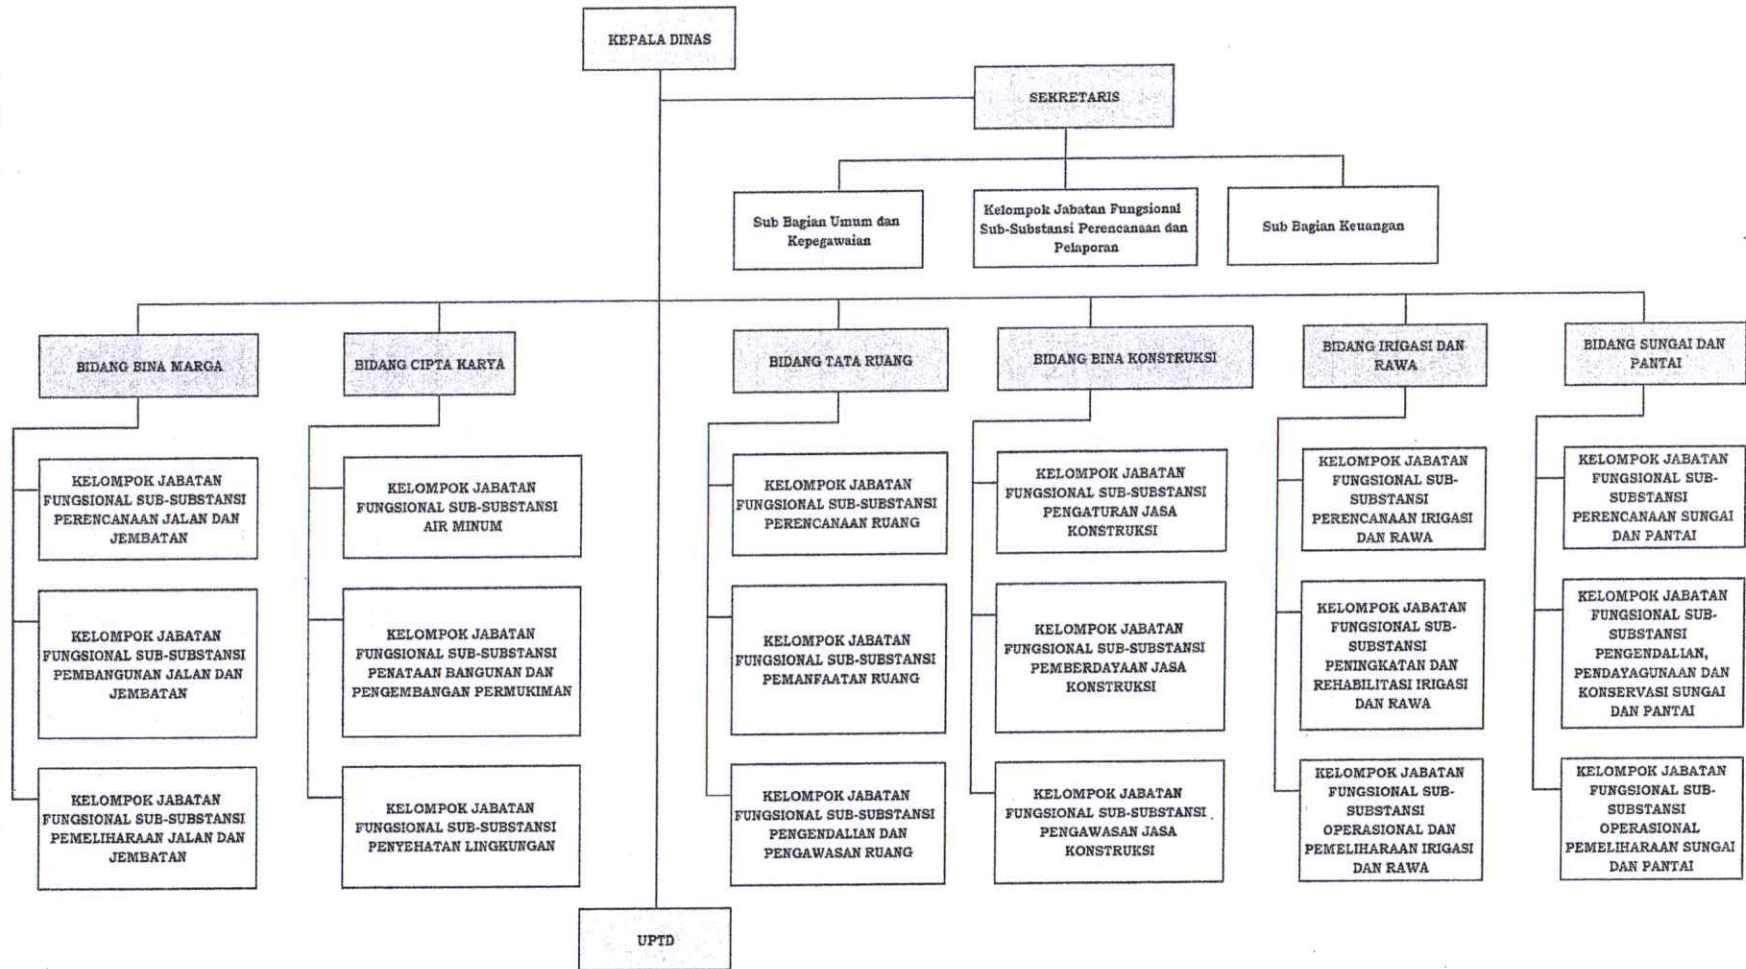 KEPALA DINAS
SEKRETARIS
Sub Bagian Umum dan
Kepegawaian
Kelompok Jabatan Fungsional
Sub-Substansi Perencanaan dan
Pelaporan
Sub Bagian Keuangan
BIDANG BINA MARGA
BIDANG CIPTA KARYA
BIDANG TATA RUANG
BIDANG BINA KONSTRUKSI
BIDANG IRIGASI DAN
RAWA
BIDANG SUNGAI DAN
PANTAI
KELOMPOK JABATAN
FUNGSIONAL SUB-SUBSTANSI
PERENCANAAN JALAN DAN
JEMBATAN
KELOMPOK JABATAN
FUNGSIONAL SUB-SUBSTANSI
AIR MINUM
KELOMPOK JABATAN
FUNGSIONAL SUB-SUBSTANSI
PERENCANAAN RUANG
KELOMPOK JABATAN
FUNGSIONAL SUB-SUBSTANSI
PENGATURAN JASA
KONSTRUKSI
KELOMPOK JABATAN
FUNGSIONAL SUB-
SUBSTANSI
PERENCANAAN IRIGASI
DAN RAWA
KELOMPOK JABATAN
FUNGSIONAL SUB-
SUBSTANSI
PERENCANAAN SUNGAI
DAN PANTAI
KELOMPOK JABATAN
FUNGSIONAL SUB-SUBSTANSI
PEMBANGUNAN JALAN DAN
JEMBATAN
KELOMPOK JABATAN
FUNGSIONAL SUB-SUBSTANSI
PENATAAN BANGUNAN DAN
PENGEMBANGAN PERMUKIMAN
KELOMPOK JABATAN
FUNGSIONAL SUB-SUBSTANSI
PEMANFAATAN RUANG
KELOMPOK JABATAN
FUNGSIONAL SUB-SUBSTANSI
PEMBERDAYAAN JASA
KONSTRUKSI
KELOMPOK JABATAN
FUNGSIONAL SUB-
SUBSTANSI
PENINGKATAN DAN
REHABILITASI IRIGASI
DAN RAWA
KELOMPOK JABATAN
FUNGSIONAL SUB-
SUBSTANSI
PENGENDALIAN,
PENDAYAGUNAAN DAN
KONSERVASI SUNGAI
DAN PANTAI
KELOMPOK JABATAN
FUNGSIONAL SUB-SUBSTANSI
PEMELIHARAAN JALAN DAN
JEMBATAN
KELOMPOK JABATAN
FUNGSIONAL SUB-SUBSTANSI
PENYEHATAN LINGKUNGAN
KELOMPOK JABATAN
FUNGSIONAL SUB-SUBSTANSI
PENGENDALIAN DAN
PENGAWASAN RUANG
KELOMPOK JABATAN
FUNGSIONAL SUB-SUBSTANSI
PENGAWASAN JASA
KONSTRUKSI
KELOMPOK JABATAN
FUNGSIONAL SUB-
SUBSTANSI
OPERASIONAL DAN
PEMELIHARAAN IRIGASI
DAN RAWA
KELOMPOK JABATAN
FUNGSIONAL SUB-
SUBSTANSI
OPERASIONAL
PEMELIHARAAN SUNGAI
DAN PANTAI
UPTD